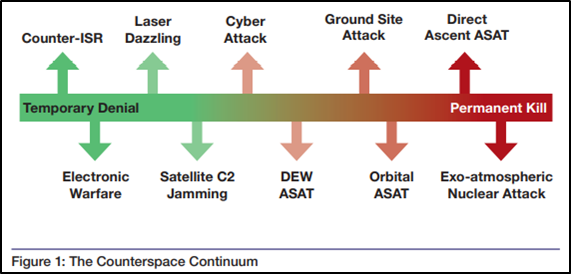 Counter-ISR
Laser
Dazzling
Cyber
Attack
Ground Site
Attack
Direct
Ascent ASAT
Temporary Denial
Permanent Kill
Electronic
Warfare
Satellite C2
Jamming
DEW
ASAT
Orbital
ASAT
Exo-atmospheric
Nuclear Attack
Figure 1: The Counterspace Continuum